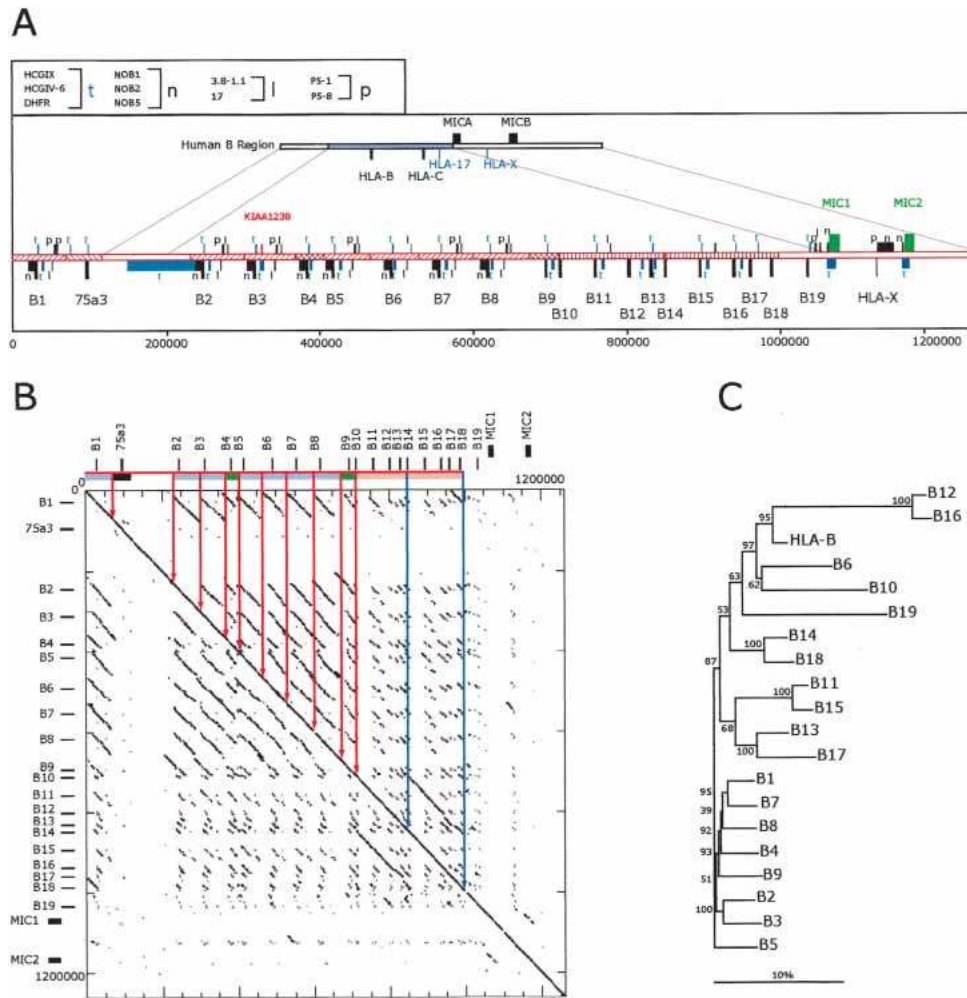 A
HCGIX
HCGIV-6
DHFR
t
NOB1
NOB2
NOB5
n
3.8-1.1
17
l
P5-1
P5-8
p
MICA MICB
Human B Region
HLA-17 HLA-X
HLA-B HLA-C
KIAA1230
MIC1 MIC2
B1 75a3 B2 B3 B4 B5 B6 B7 B8 B9 B11 B13 B15 B17 B19 HLA-X
B10 B12 B14 B16 B18
0 200000 400000 600000 800000 1000000 1200000
B
B1 75a3 B2 B3 B4 B5 B6 B7 B8 B9 B10 B11 B12 B13 B14 B15 B16 B17 B18 B19 MIC1 MIC2
0 1200000
B1
75a3
B2
B3
B4
B5
B6
B7
B8
B9
B10
B11
B12
B13
B14
B15
B16
B17
B18
B19
MIC1
MIC2
1200000
C
100 B12
B16
95 HLA-B
97 B6
62 B10
63 B19
53 B14
100 B18
87 B11
100 B15
68 B13
100 B17
B1
95
39 B7
92 B8
93 B4
51 B9
B2
100 B3
B5
10%